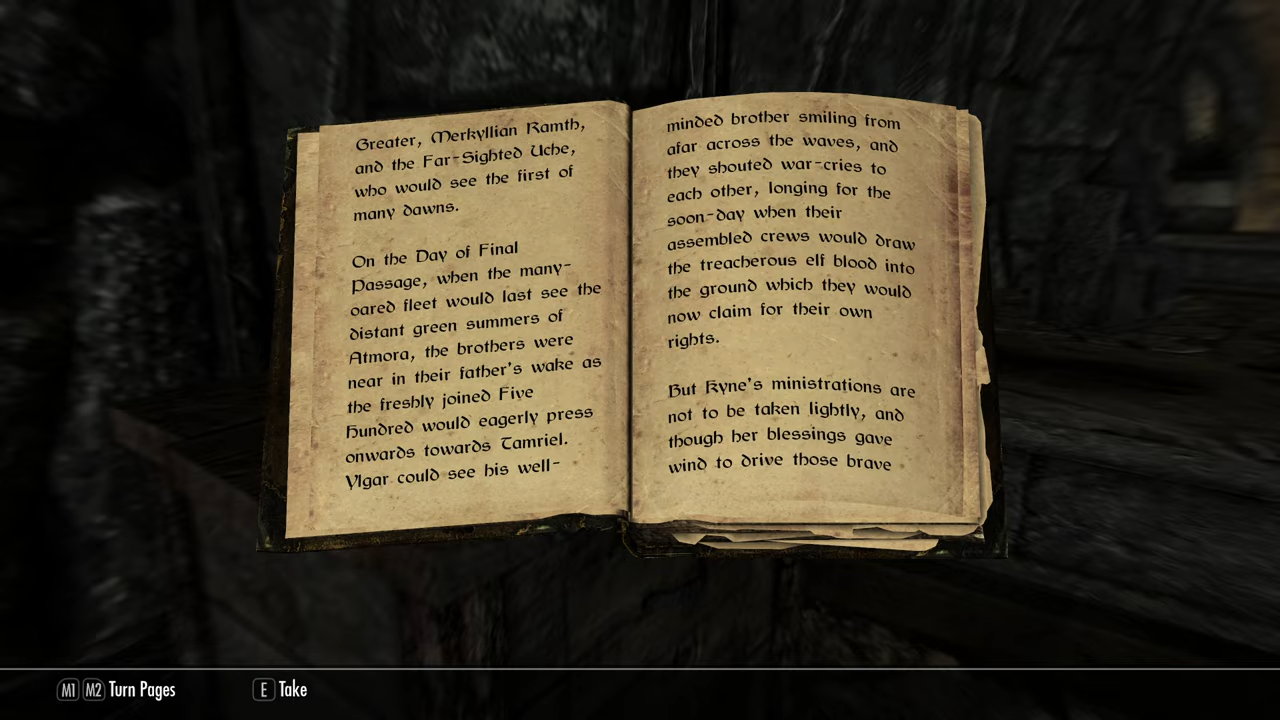 Greater, Merkyllian Ramth,
and the Far-Sighted Uche,
who would see the first of
many dawns.
On the Day of Final
Passage, when the many-
oared fleet would last see the
distant green summers of
Atmora, the brothers were
near in their father's wake as
the freshly joined Five
Hundred would eagerly press
onwards towards Tamriel.
Ylgar could see his well-
minded brother smiling from
afar across the waves, and
they shouted war-cries to
each other, longing for the
soon-day when their
assembled crews would draw
the treacherous elf blood into
the ground which they would
now claim for their own
rights.
But Kyne's ministrations are
not to be taken lightly, and
though her blessings gave
wind to drive those brave
M1 M2 Turn Pages
E Take